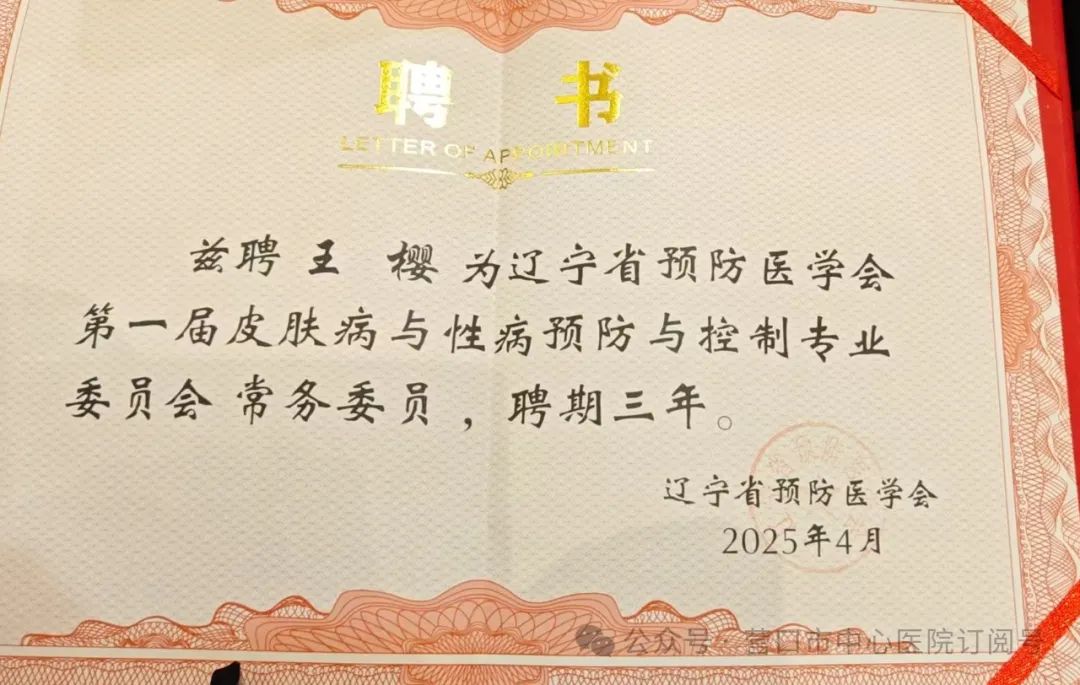 聘 书
LETTER OF APPOINTMENT
兹聘 王 樱 为辽宁省预防医学会
第一届皮肤病与性病预防与控制专业
委员会 常务委员，聘期三年。
辽宁省预防医学会
2025年4月
公众号 营口市中心医院订阅号